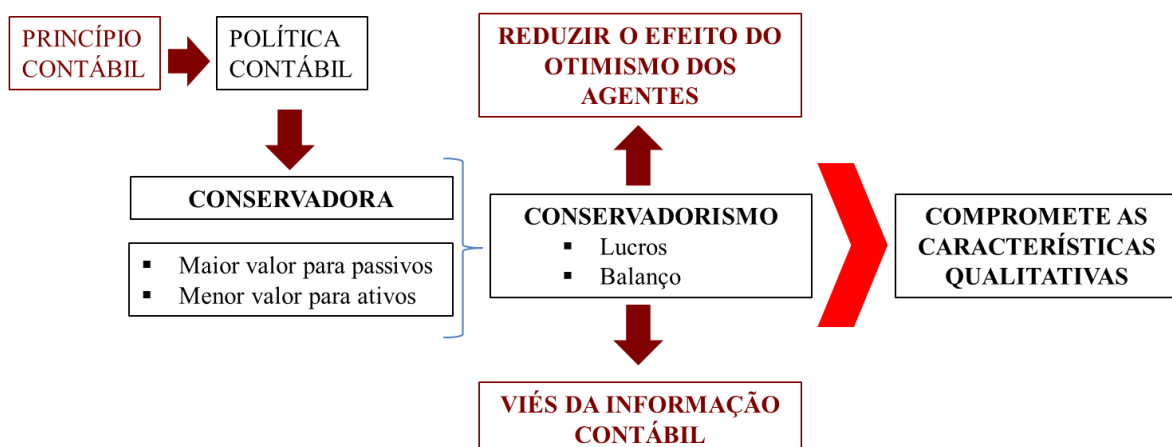 PRINCÍPIO
CONTÁBIL
POLÍTICA
CONTÁBIL
REDUZIR O EFEITO DO
OTIMISMO DOS
AGENTES
CONSERVADORA
▪ Maior valor para passivos
▪ Menor valor para ativos
CONSERVADORISMO
▪ Lucros
▪ Balanço
COMPROMETE AS
CARACTERÍSTICAS
QUALITATIVAS
VIÉS DA INFORMAÇÃO
CONTÁBIL